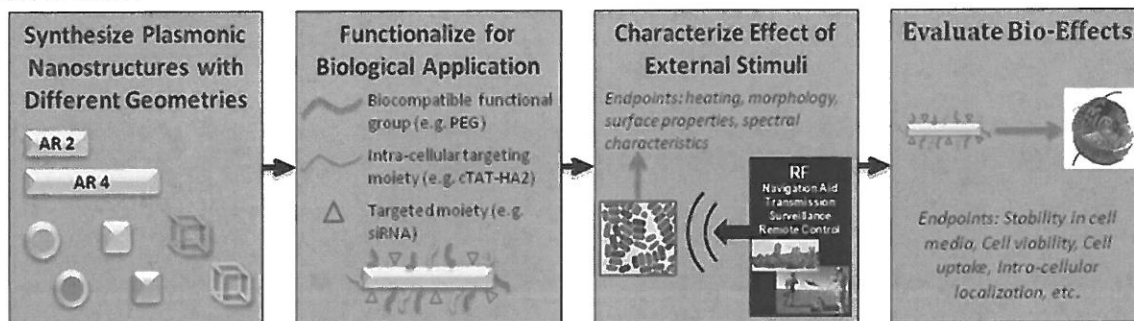 Synthesize Plasmonic
Nanostructures with
Different Geometries
AR 2
AR 4
Functionalize for
Biological Application
Biocompatible functional
group (e.g. PEG)
Intra-cellular targeting
moiety (e.g. cTAT-HA2)
Targeted moiety (e.g.
siRNA)
Characterize Effect of
External Stimuli
Endpoints: heating, morphology,
surface properties, spectral
characteristics
RF
Navigation Aid
Transmission
Surveillance
Remote Control
Evaluate Bio-Effects
Endpoints: Stability in cell
media, Cell viability, Cell
uptake, Intra-cellular
localization, etc.